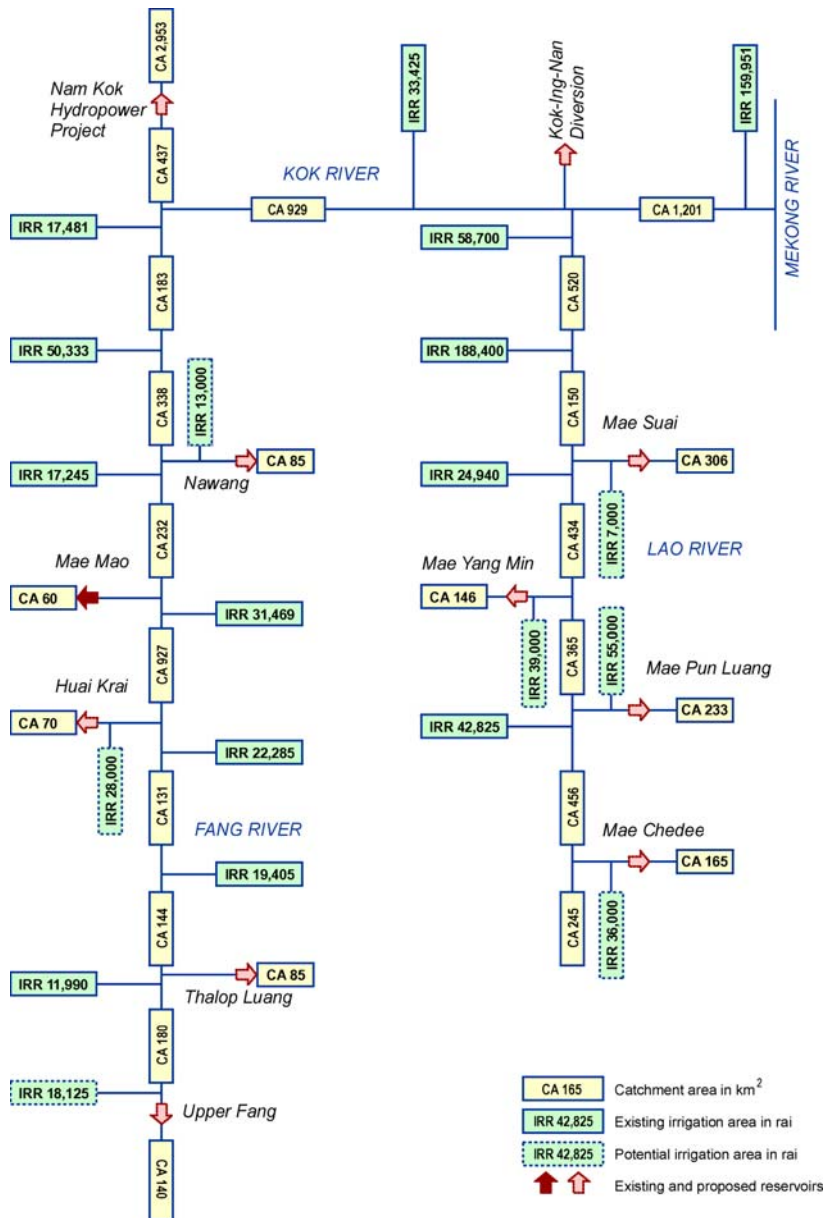 CA 2,953
Nam Kok
Hydropower
Project
CA 437
IRR 33,425
Kok-Ing-Nan
Diversion
IRR 159,951
KOK RIVER
MEKONG RIVER
CA 929
CA 1,201
IRR 17,481
IRR 58,700
CA 183
CA 520
IRR 50,333
IRR 188,400
CA 338
IRR 13,000
CA 150
Mae Suai
IRR 17,245
CA 85
Nawang
IRR 24,940
CA 306
IRR 7,000
CA 232
CA 434
LAO RIVER
Mae Mao
Mae Yang Min
CA 60
CA 146
IRR 31,469
IRR 39,000
IRR 55,000
CA 927
CA 365
Mae Pun Luang
Huai Krai
CA 70
CA 233
IRR 42,825
IRR 22,285
IRR 28,000
CA 131
FANG RIVER
CA 456
Mae Chedee
CA 165
IRR 19,405
IRR 36,000
CA 144
CA 245
CA 85
IRR 11,990
Thalop Luang
CA 180
IRR 18,125
Upper Fang
CA 140
CA 165 Catchment area in km²
IRR 42,825 Existing irrigation area in rai
IRR 42,825 Potential irrigation area in rai
Existing and proposed reservoirs